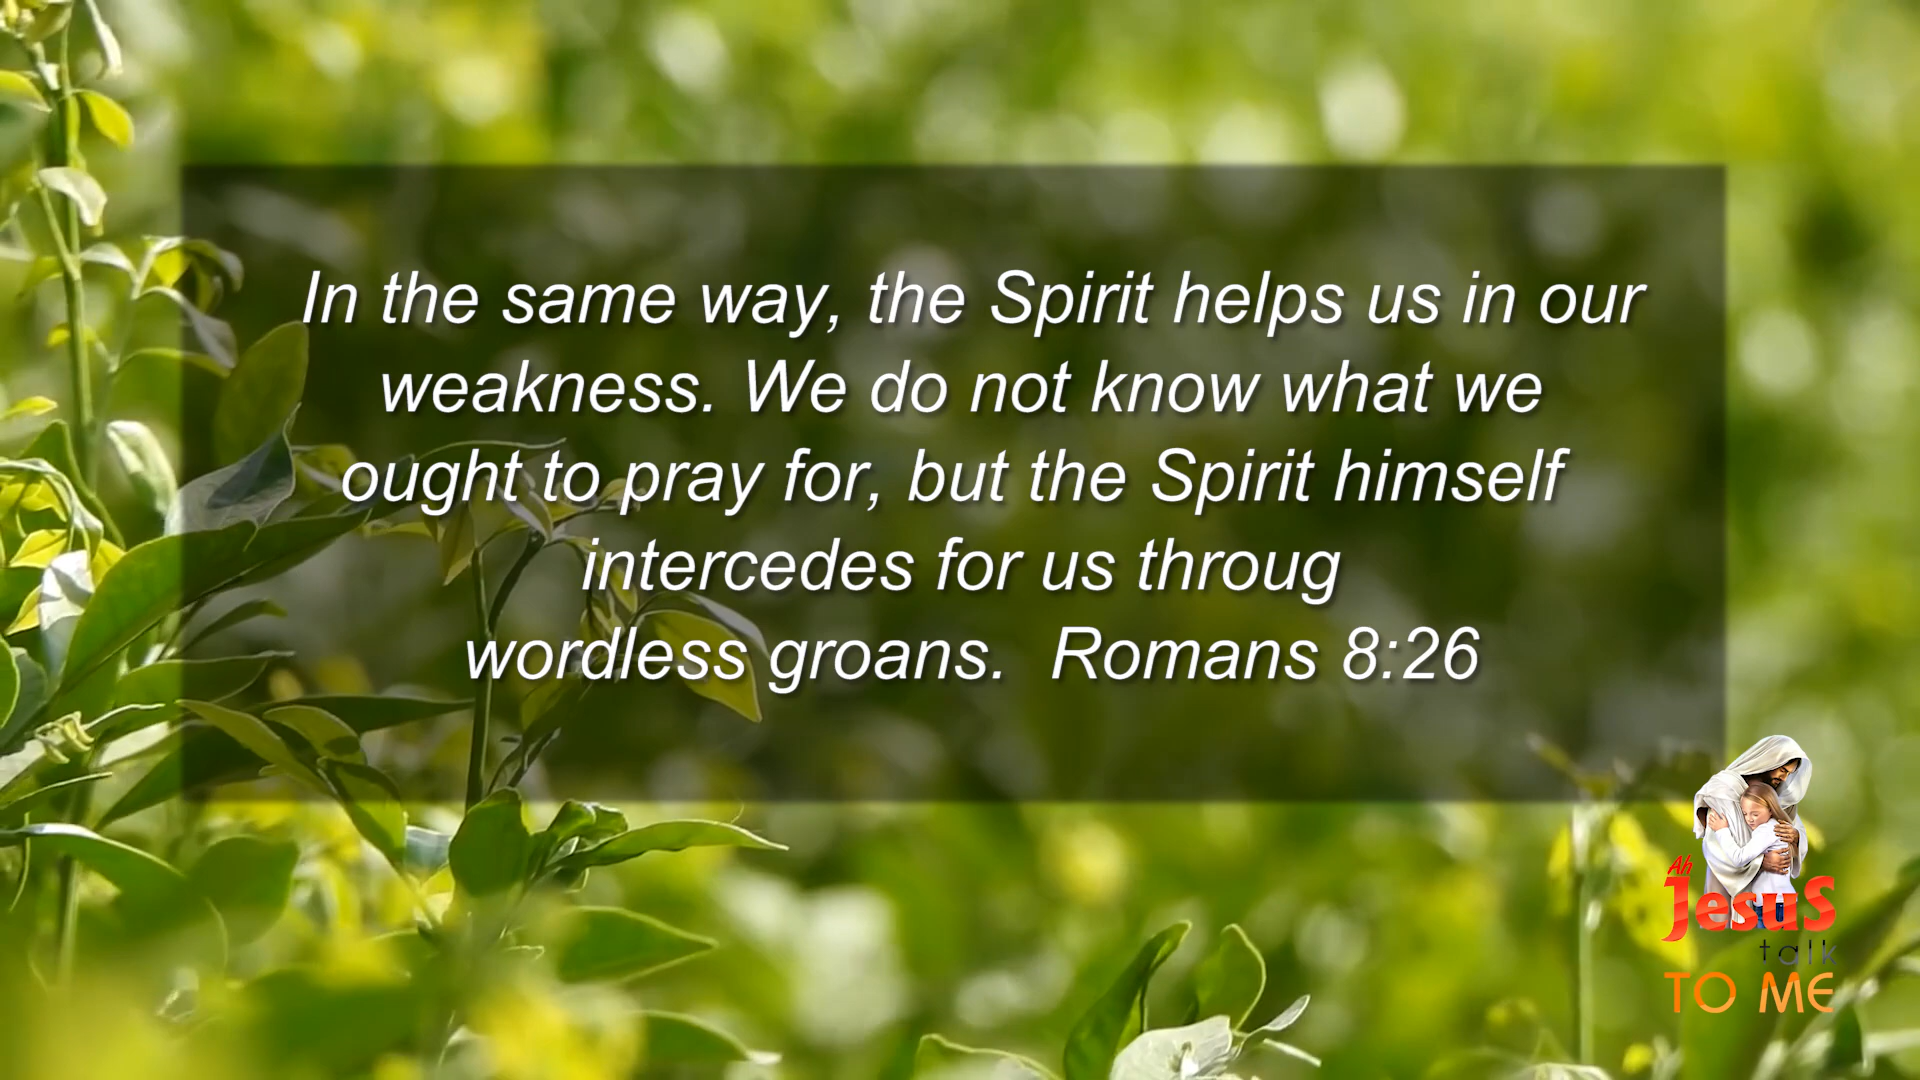 In the same way, the Spirit helps us in our
weakness. We do not know what we
ought to pray for, but the Spirit himself
intercedes for us throug
wordless groans.  Romans 8:26
Ah
Jesus
talk
TO ME